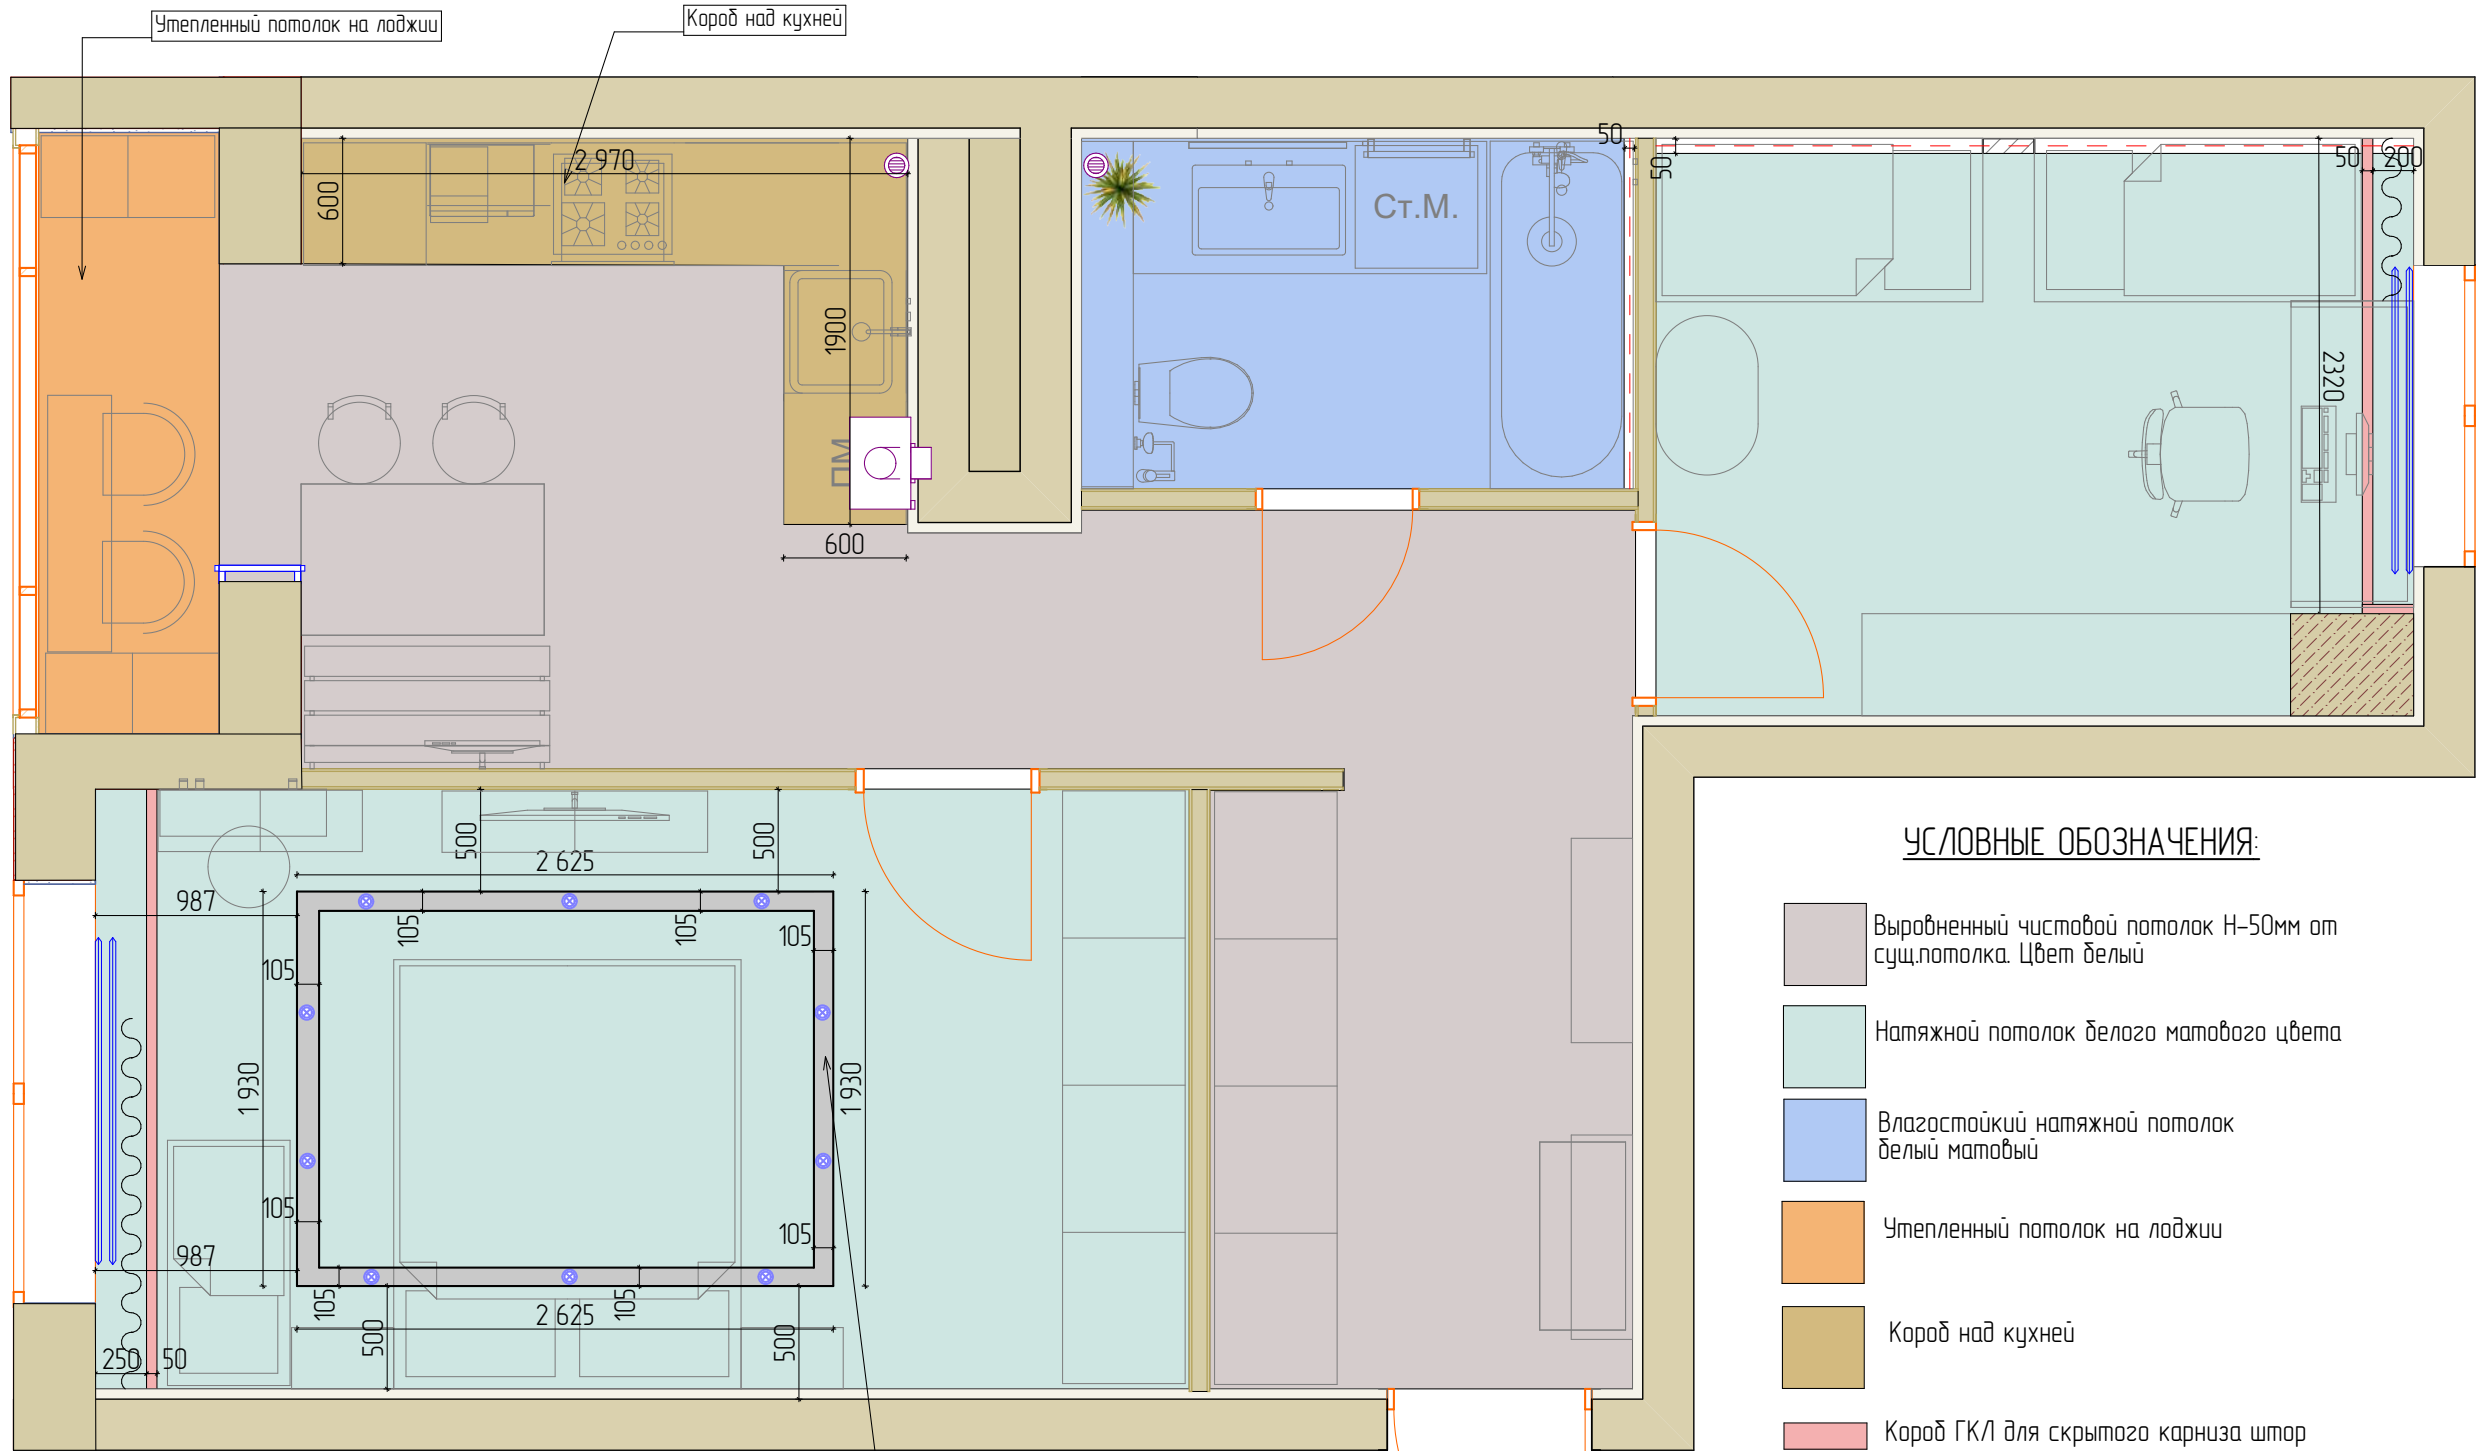 Утепленный потолок на лоджии
Короб над кухней
2 970
600
1900
600
ПМ
Ст.М.
50
50
50
200
2320
500
500
2 625
987
105
105
105
105
1 930
1 930
105
105
987
105
105
2 625
500
500
250
50
УСЛОВНЫЕ ОБОЗНАЧЕНИЯ:
Выровненный чистовой потолок H-50мм от
сущ.потолка. Цвет белый
Натяжной потолок белого матового цвета
Влагостойкий натяжной потолок
белый матовый
Утепленный потолок на лоджии
Короб над кухней
Короб ГКЛ для скрытого карниза штор